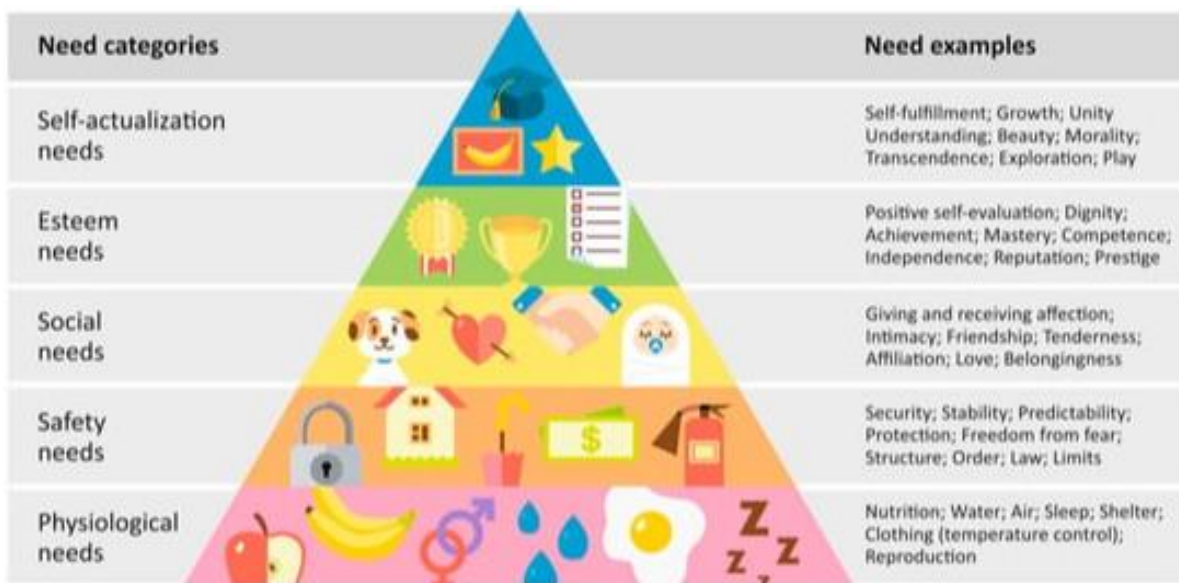 Need categories
Need examples
Self-actualization
needs
Self-fulfillment; Growth; Unity
Understanding; Beauty; Morality;
Transcendence; Exploration; Play
Esteem
needs
Positive self-evaluation; Dignity;
Achievement; Mastery; Competence;
Independence; Reputation; Prestige
Social
needs
Giving and receiving affection;
Intimacy; Friendship; Tenderness;
Affiliation; Love; Belongingness
Safety
needs
$
Security; Stability; Predictability;
Protection; Freedom from fear;
Structure; Order; Law; Limits
Physiological
needs
Z
Z
Z
Z
Nutrition; Water; Air; Sleep; Shelter;
Clothing (temperature control);
Reproduction